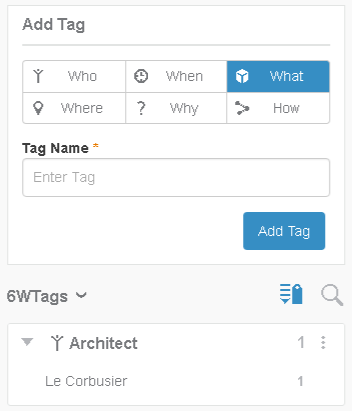 Add Tag
Who When What
Where Why How
Tag Name *
Enter Tag
Add Tag
6WTags
Architect 1
Le Corbusier 1